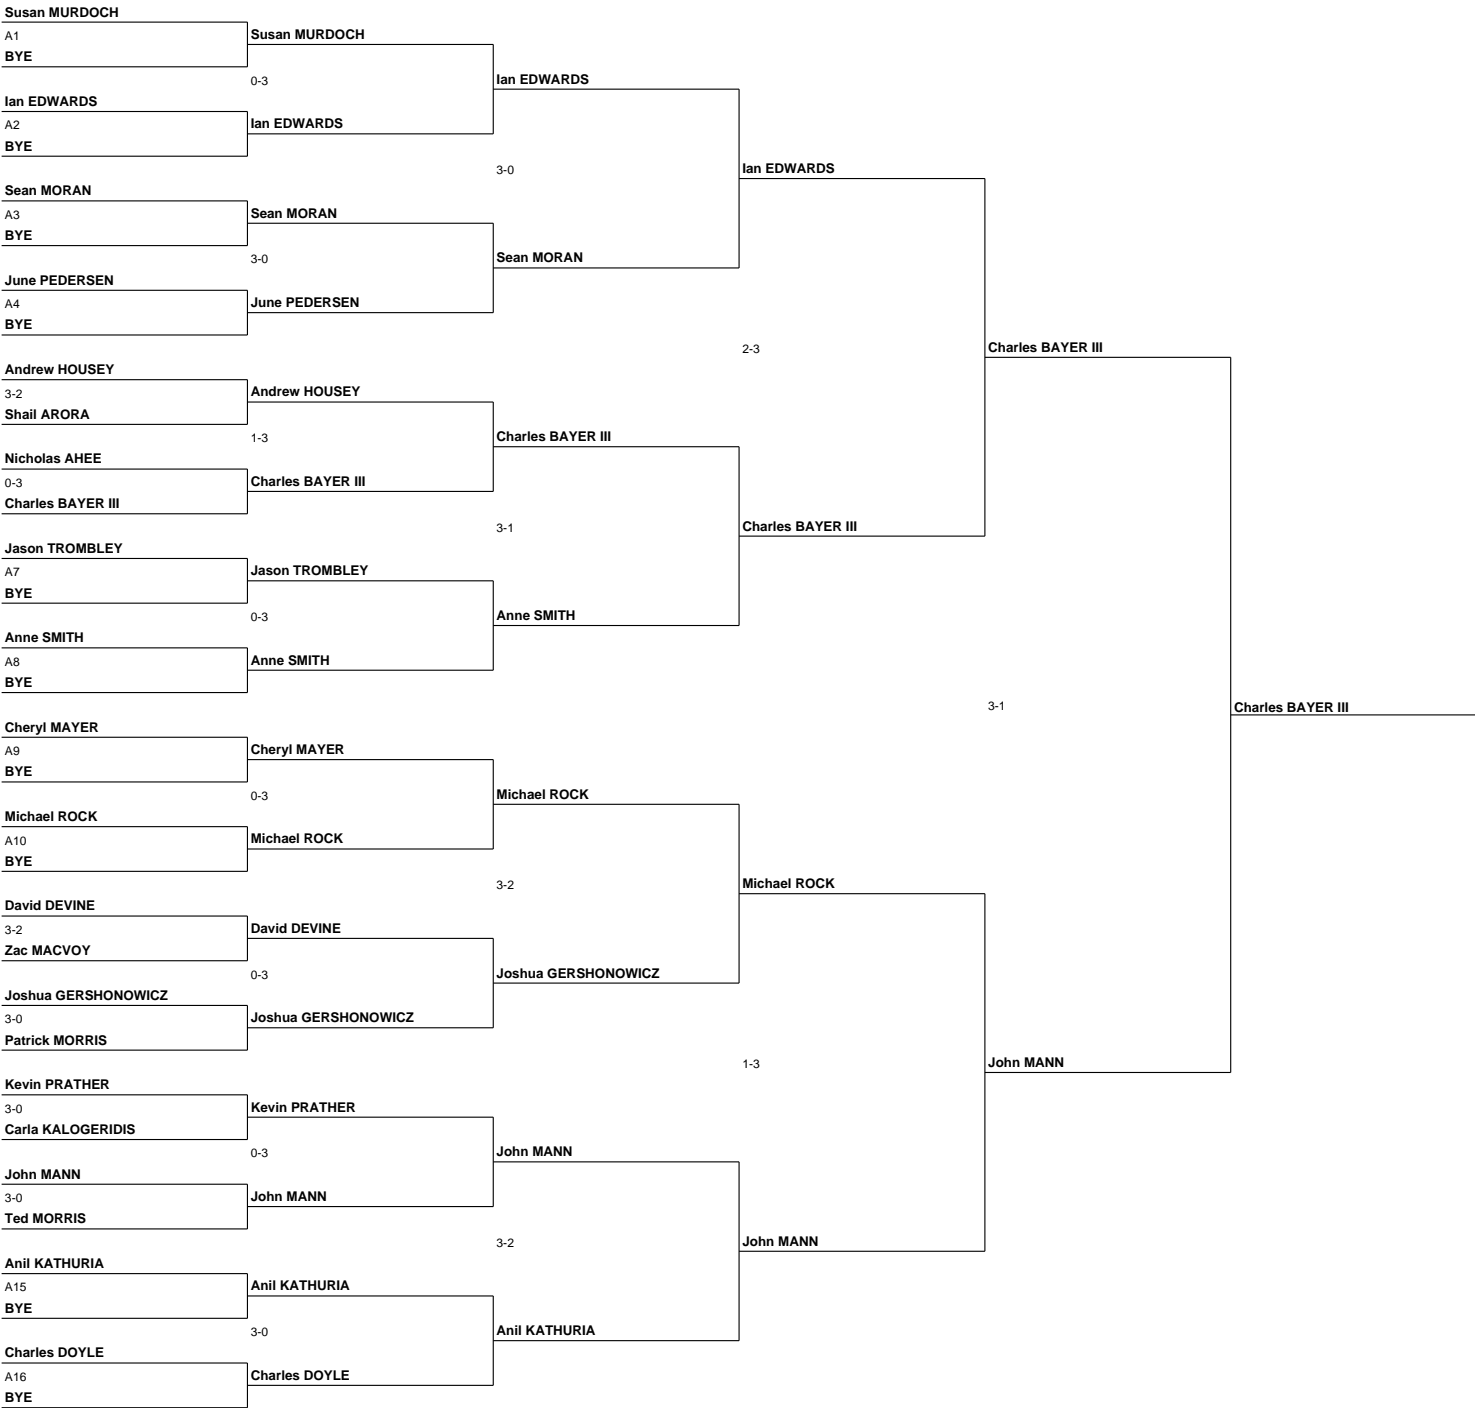 Susan MURDOCH
A1
BYE
Ian EDWARDS
A2
BYE
Sean MORAN
A3
BYE
June PEDERSEN
A4
BYE
Andrew HOUSEY
3-2
Shail ARORA
Nicholas AHEE
0-3
Charles BAYER III
Jason TROMBLEY
A7
BYE
Anne SMITH
A8
BYE
Cheryl MAYER
A9
BYE
Michael ROCK
A10
BYE
David DEVINE
3-2
Zac MACVOY
Joshua GERSHONOWICZ
3-0
Patrick MORRIS
Kevin PRATHER
3-0
Carla KALOGERIDIS
John MANN
3-0
Ted MORRIS
Anil KATHURIA
A15
BYE
Charles DOYLE
A16
BYE
Susan MURDOCH
0-3
Ian EDWARDS
Sean MORAN
3-0
June PEDERSEN
Andrew HOUSEY
1-3
Charles BAYER III
Jason TROMBLEY
0-3
Anne SMITH
Cheryl MAYER
0-3
Michael ROCK
David DEVINE
0-3
Joshua GERSHONOWICZ
Kevin PRATHER
0-3
John MANN
Anil KATHURIA
3-0
Charles DOYLE
Ian EDWARDS
3-0
Sean MORAN
Charles BAYER III
3-1
Anne SMITH
Michael ROCK
3-2
Joshua GERSHONOWICZ
John MANN
3-2
Anil KATHURIA
Ian EDWARDS
2-3
Charles BAYER III
Michael ROCK
1-3
John MANN
Charles BAYER III
3-1
John MANN
Charles BAYER III